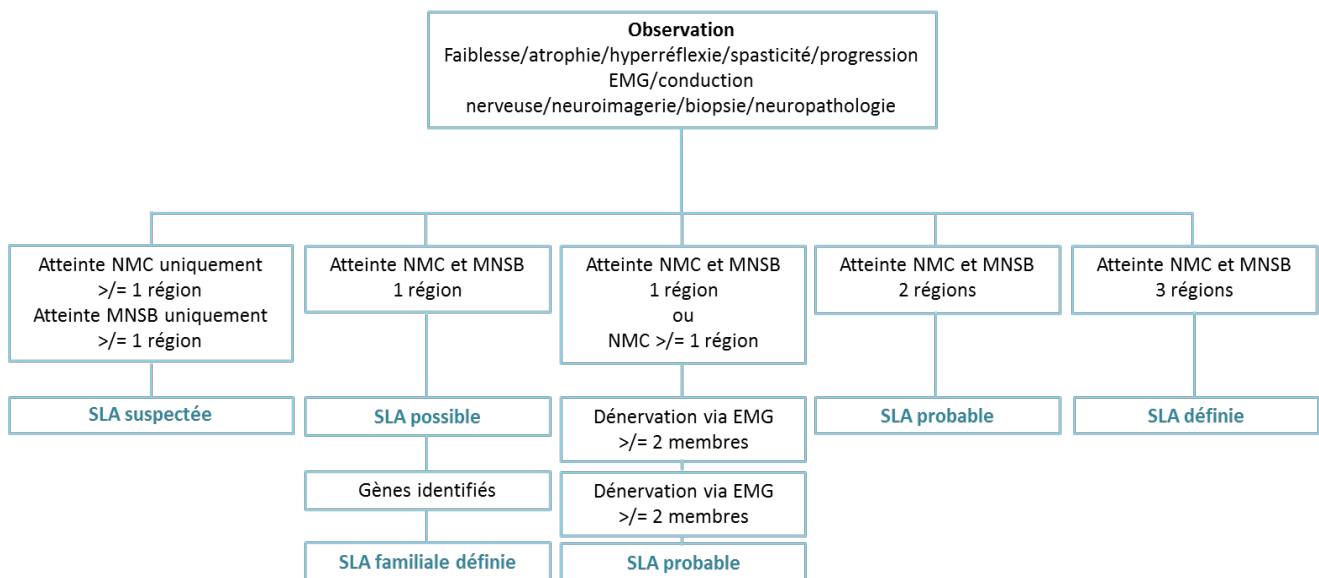 Observation
Faiblesse/atrophie/hyperréflexie/spasticité/progression
EMG/conduction
nerveuse/neuroimagerie/biopsie/neuropathologie
Atteinte NMC uniquement
>/= 1 région
Atteinte MNSB uniquement
>/= 1 région
SLA suspectée
Atteinte NMC et MNSB
1 région
SLA possible
Gènes identifiés
SLA familiale définie
Atteinte NMC et MNSB
1 région
ou
NMC >/= 1 région
Dénervation via EMG
>/= 2 membres
Dénervation via EMG
>/= 2 membres
SLA probable
Atteinte NMC et MNSB
2 régions
SLA probable
Atteinte NMC et MNSB
3 régions
SLA définie